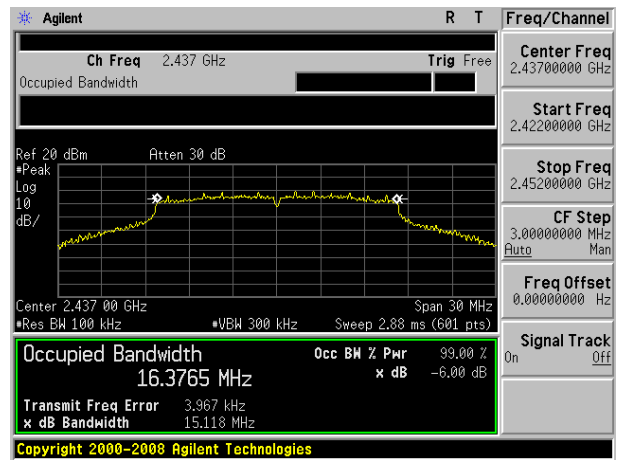 Agilent R T Freq/Channel
Ch Freq 2.437 GHz Trig Free
Occupied Bandwidth
Center Freq
2.43700000 GHz
Start Freq
2.42200000 GHz
Stop Freq
2.45200000 GHz
CF Step
3.00000000 MHz
Auto Man
Freq Offset
0.00000000 Hz
Signal Track
On Off
Ref 20 dBm Atten 30 dB
#Peak
Log
10
dB/
Center 2.437 00 GHz Span 30 MHz
#Res BW 100 kHz #VBW 300 kHz Sweep 2.88 ms (601 pts)
Occupied Bandwidth Occ BW % Pwr 99.00 %
16.3765 MHz x dB -6.00 dB
Transmit Freq Error 3.967 kHz
x dB Bandwidth 15.118 MHz
Copyright 2000-2008 Agilent Technologies